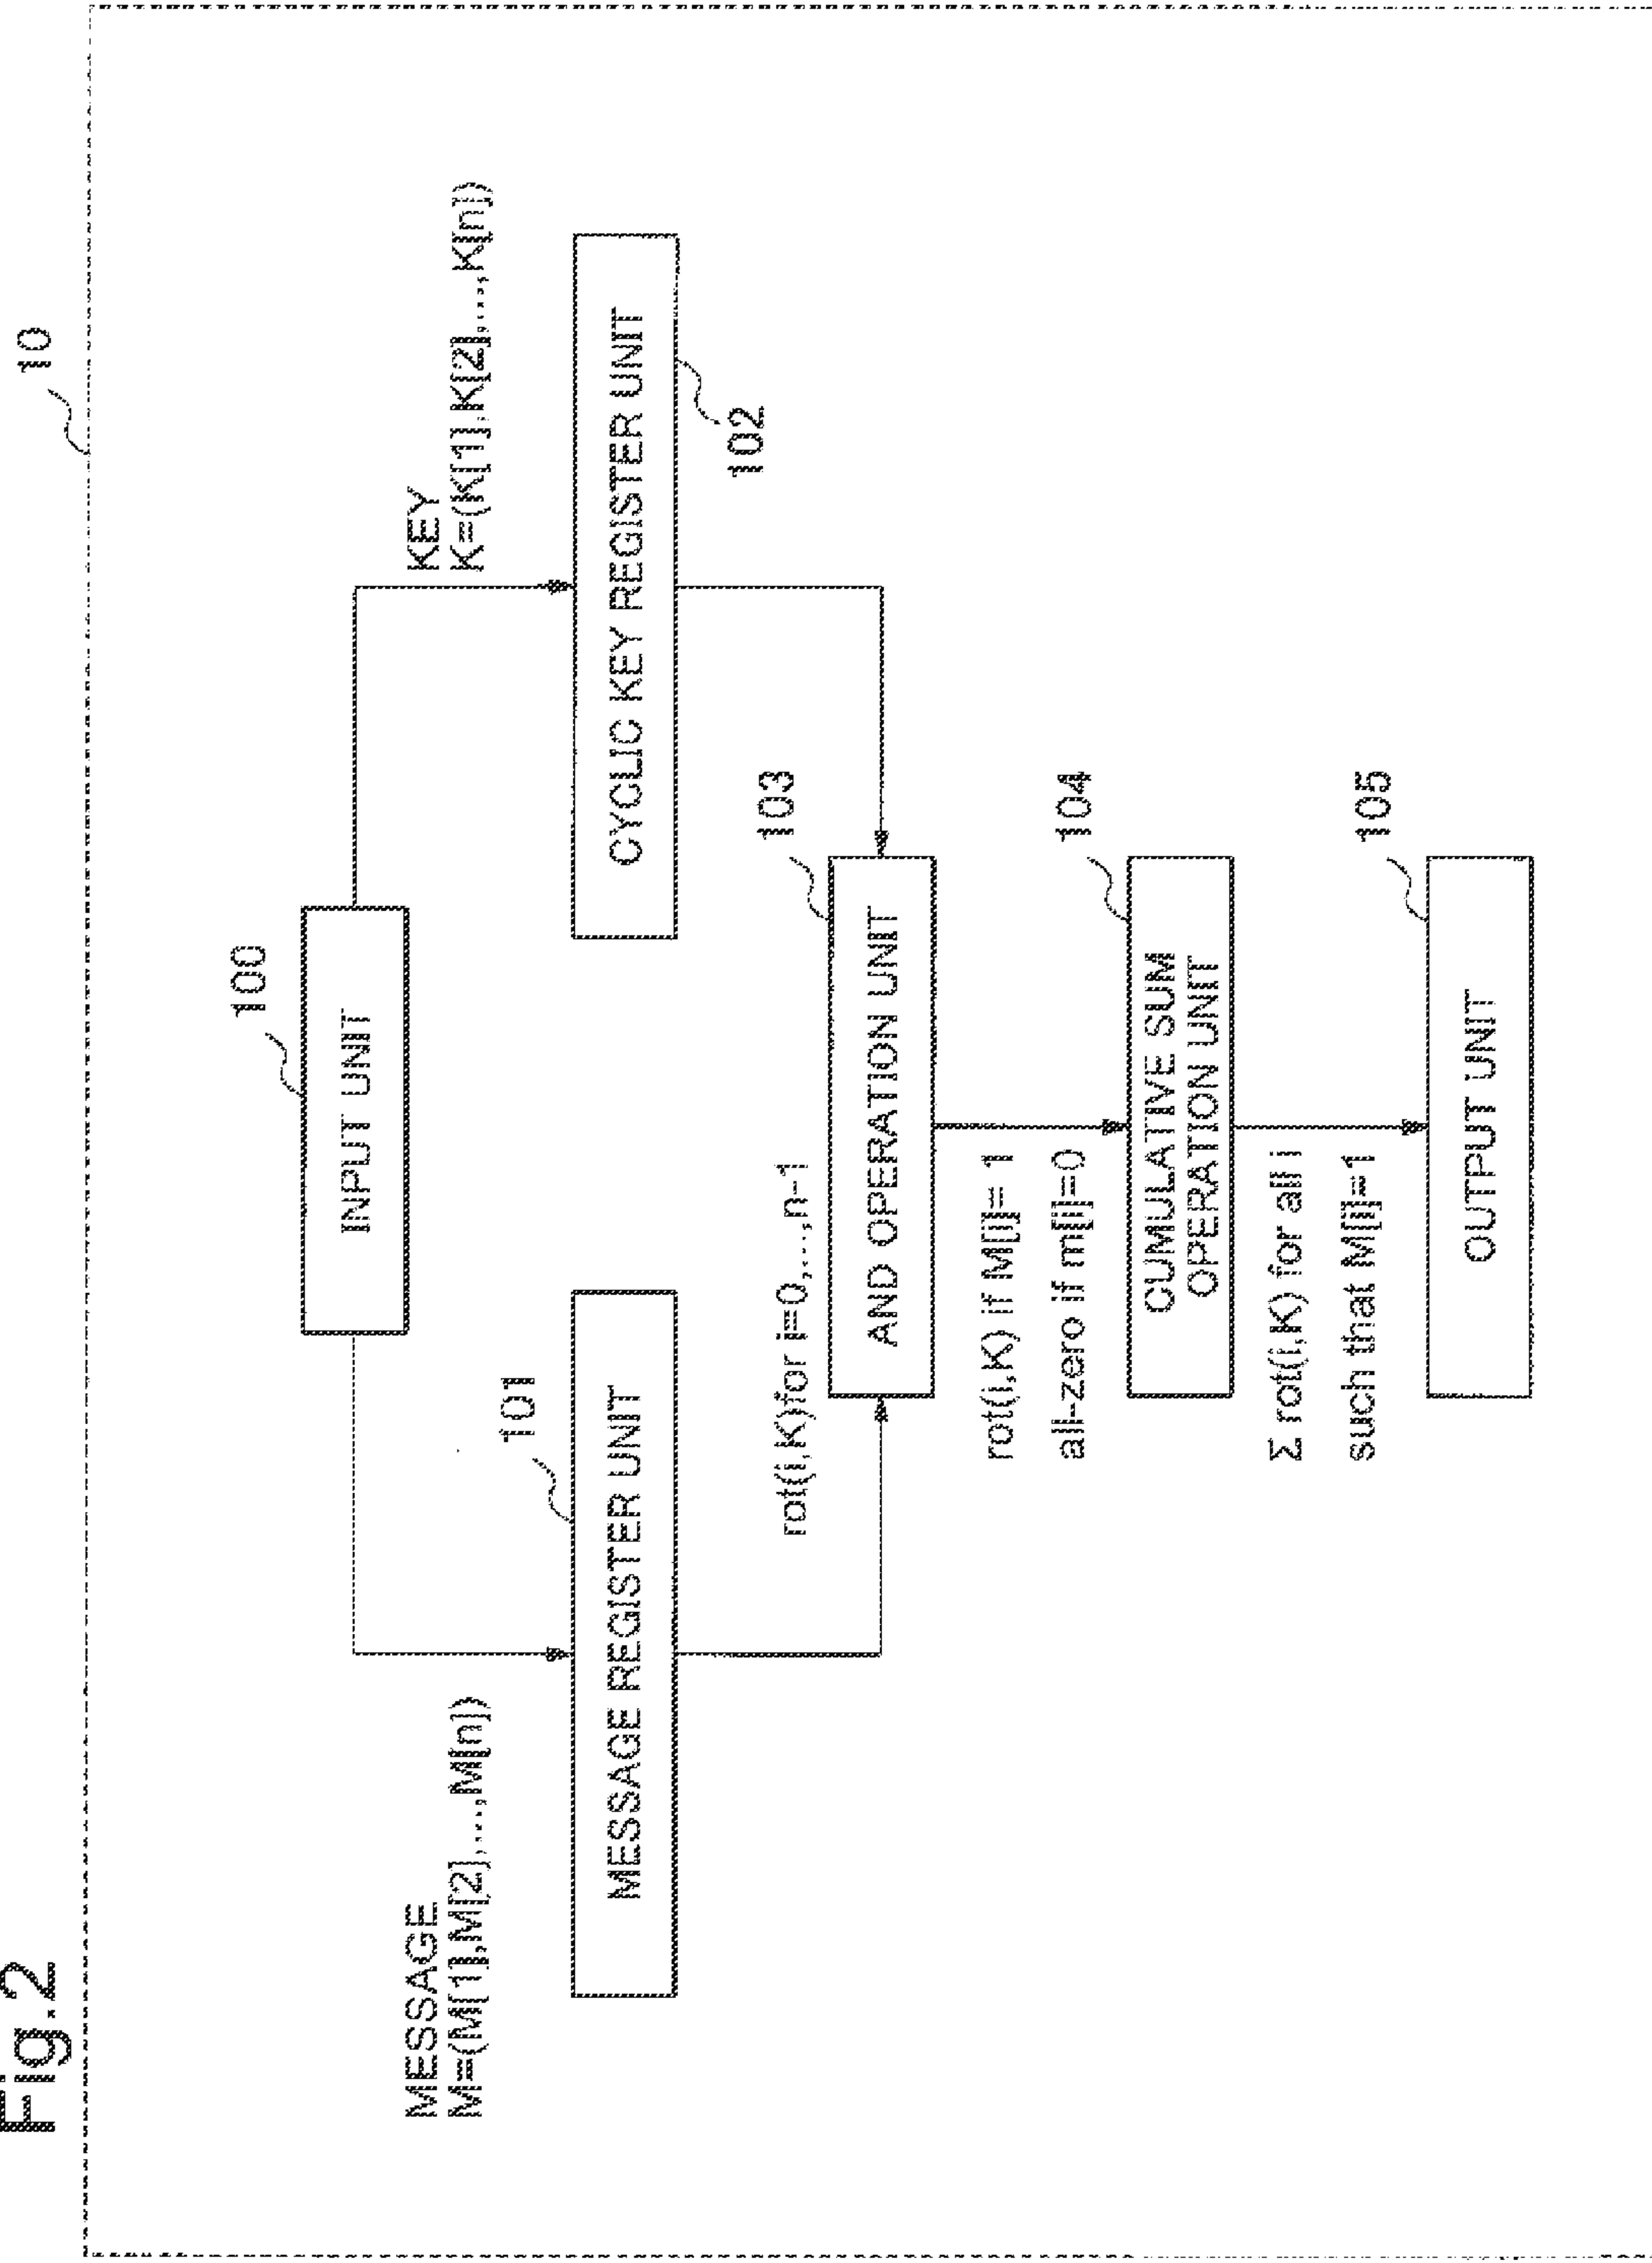 Fig.2
10
100
INPUT UNIT
MESSAGE
M=(M[1],M[2],...,M[n])
KEY
K=(K[1],K[2],...,K[n])
101
MESSAGE REGISTER UNIT
CYCLIC KEY REGISTER UNIT
102
rot(i,K)for i=0,...,n-1
103
AND OPERATION UNIT
rot(i,K) if M[i]= 1
all-zero if m[i]=0
104
CUMULATIVE SUM
OPERATION UNIT
Σ rot(i,K) for all i
such that M[i]=1
105
OUTPUT UNIT